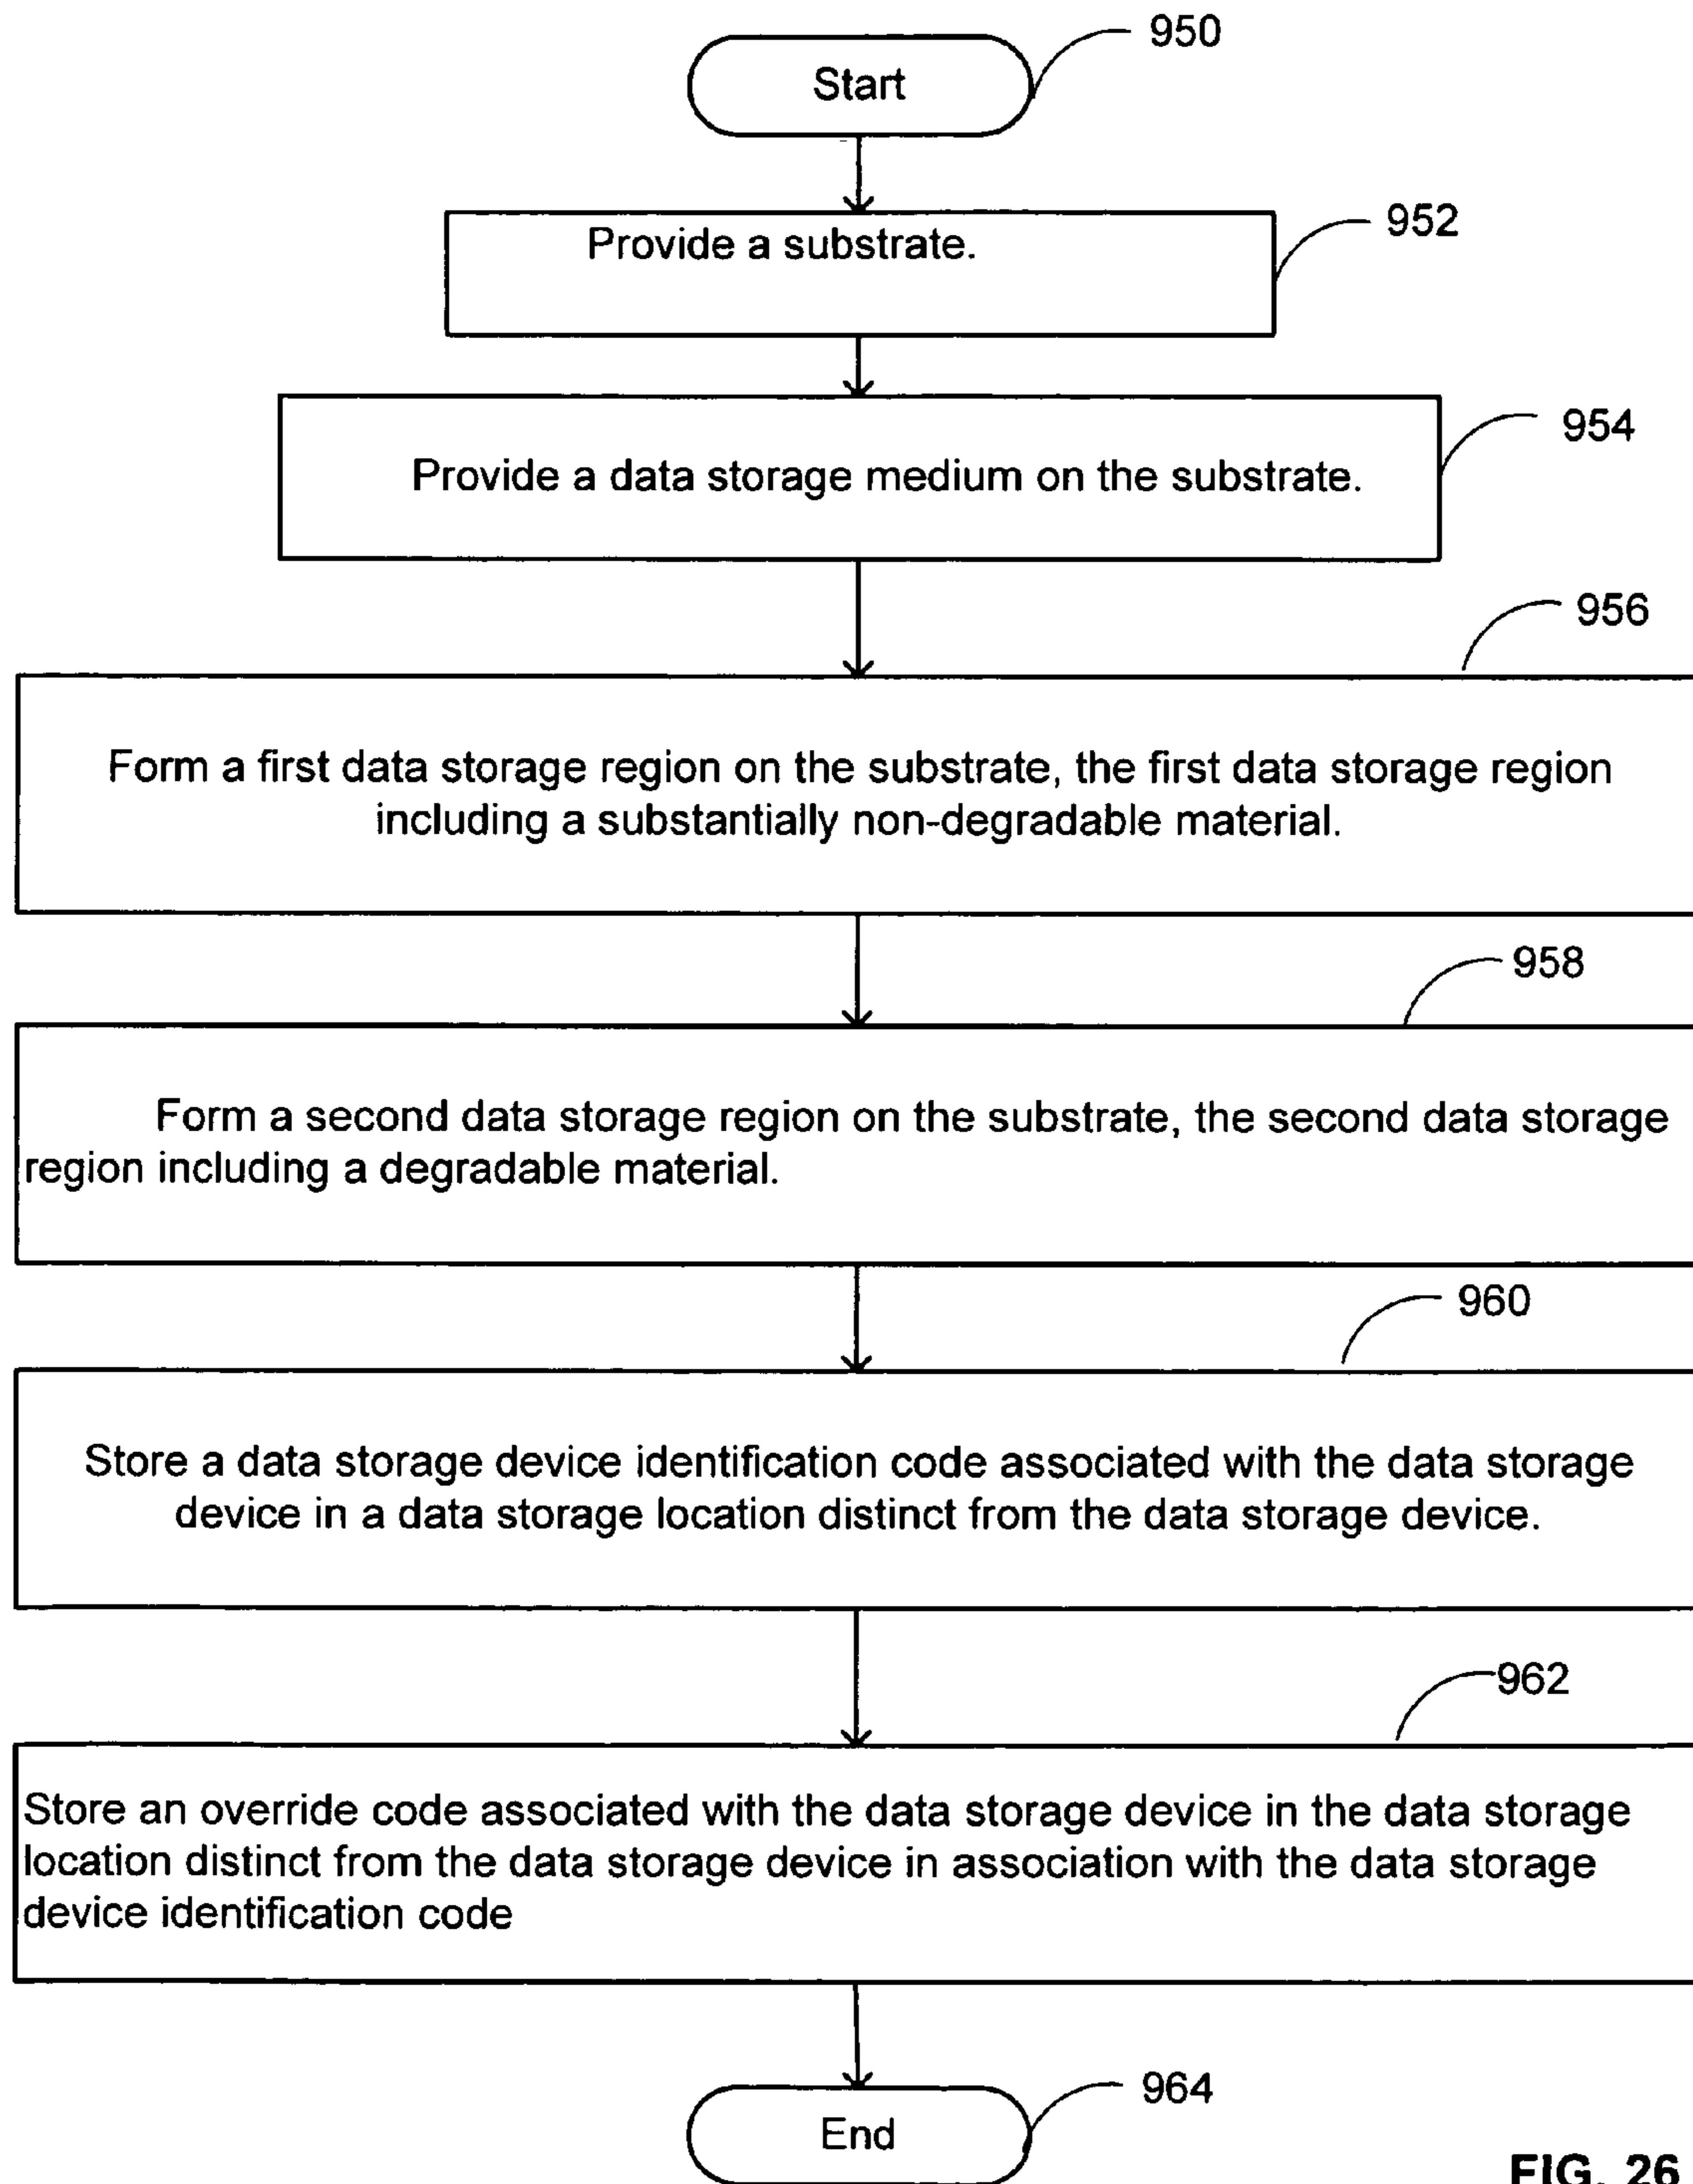 950
Start
952
Provide a substrate.
954
Provide a data storage medium on the substrate.
956
Form a first data storage region on the substrate, the first data storage region
including a substantially non-degradable material.
958
Form a second data storage region on the substrate, the second data storage
region including a degradable material.
960
Store a data storage device identification code associated with the data storage
device in a data storage location distinct from the data storage device.
962
Store an override code associated with the data storage device in the data storage
location distinct from the data storage device in association with the data storage
device identification code
964
End
FIG. 26